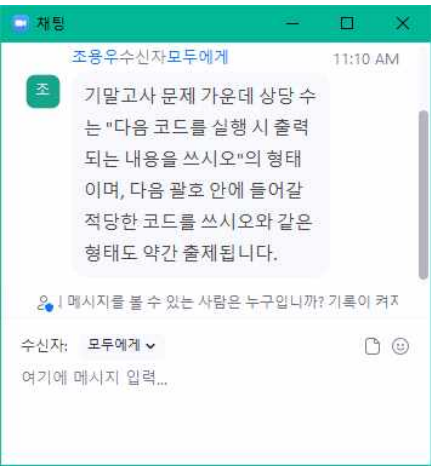 채팅
조용우수신자모두에게 11:10 AM
조
기말고사 문제 가운데 상당 수
는 "다음 코드를 실행 시 출력
되는 내용을 쓰시오"의 형태
이며, 다음 괄호 안에 들어갈
적당한 코드를 쓰시오와 같은
형태도 약간 출제됩니다.
메시지를 볼 수 있는 사람은 누구입니까? 기록이 켜지
수신자: 모두에게
여기에 메시지 입력...